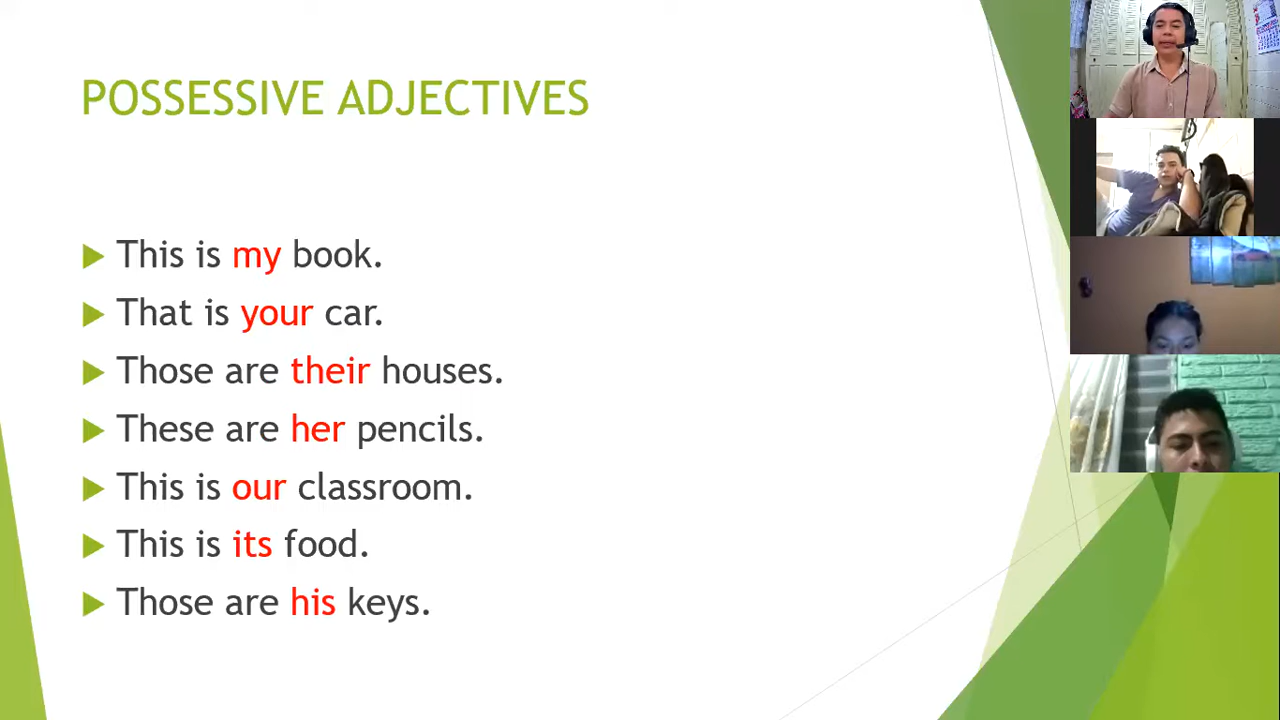 POSSESSIVE ADJECTIVES
This is my book.
That is your car.
Those are their houses.
These are her pencils.
This is our classroom.
This is its food.
Those are his keys.